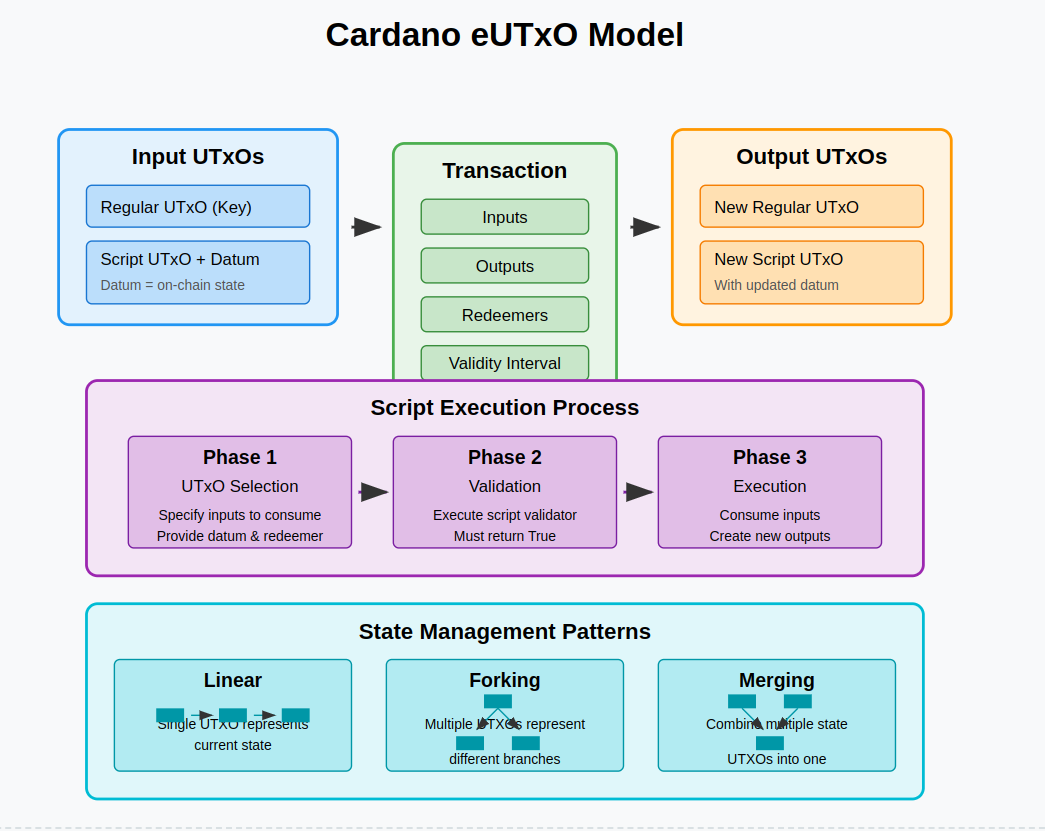 Cardano eUTxO Model
Input UTxOs
Regular UTxO (Key)
Script UTxO + Datum
Datum = on-chain state
Transaction
Inputs
Outputs
Redeemers
Validity Interval
Output UTxOs
New Regular UTxO
New Script UTxO
With updated datum
Script Execution Process
Phase 1
UTxO Selection
Specify inputs to consume
Provide datum & redeemer
Phase 2
Validation
Execute script validator
Must return True
Phase 3
Execution
Consume inputs
Create new outputs
State Management Patterns
Linear
Single UTXO represents
current state
Forking
Multiple UTXOs represent
different branches
Merging
Combine multiple state
UTXOs into one